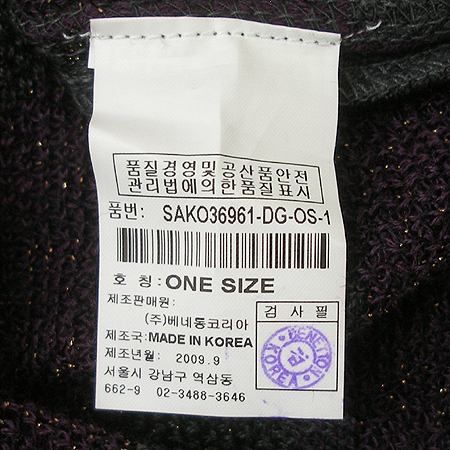 품질경영및공산품안전
관리법에의한품질표시
품번: SAKO36961-DG-OS-1
호 칭: ONE SIZE
제조판매원:
(주)베네통코리아
제조국: MADE IN KOREA
제조년월: 2009.9
서울시 강남구 역삼동
662-9 02-3488-3646
검 사 필
BENETTON
KOREA